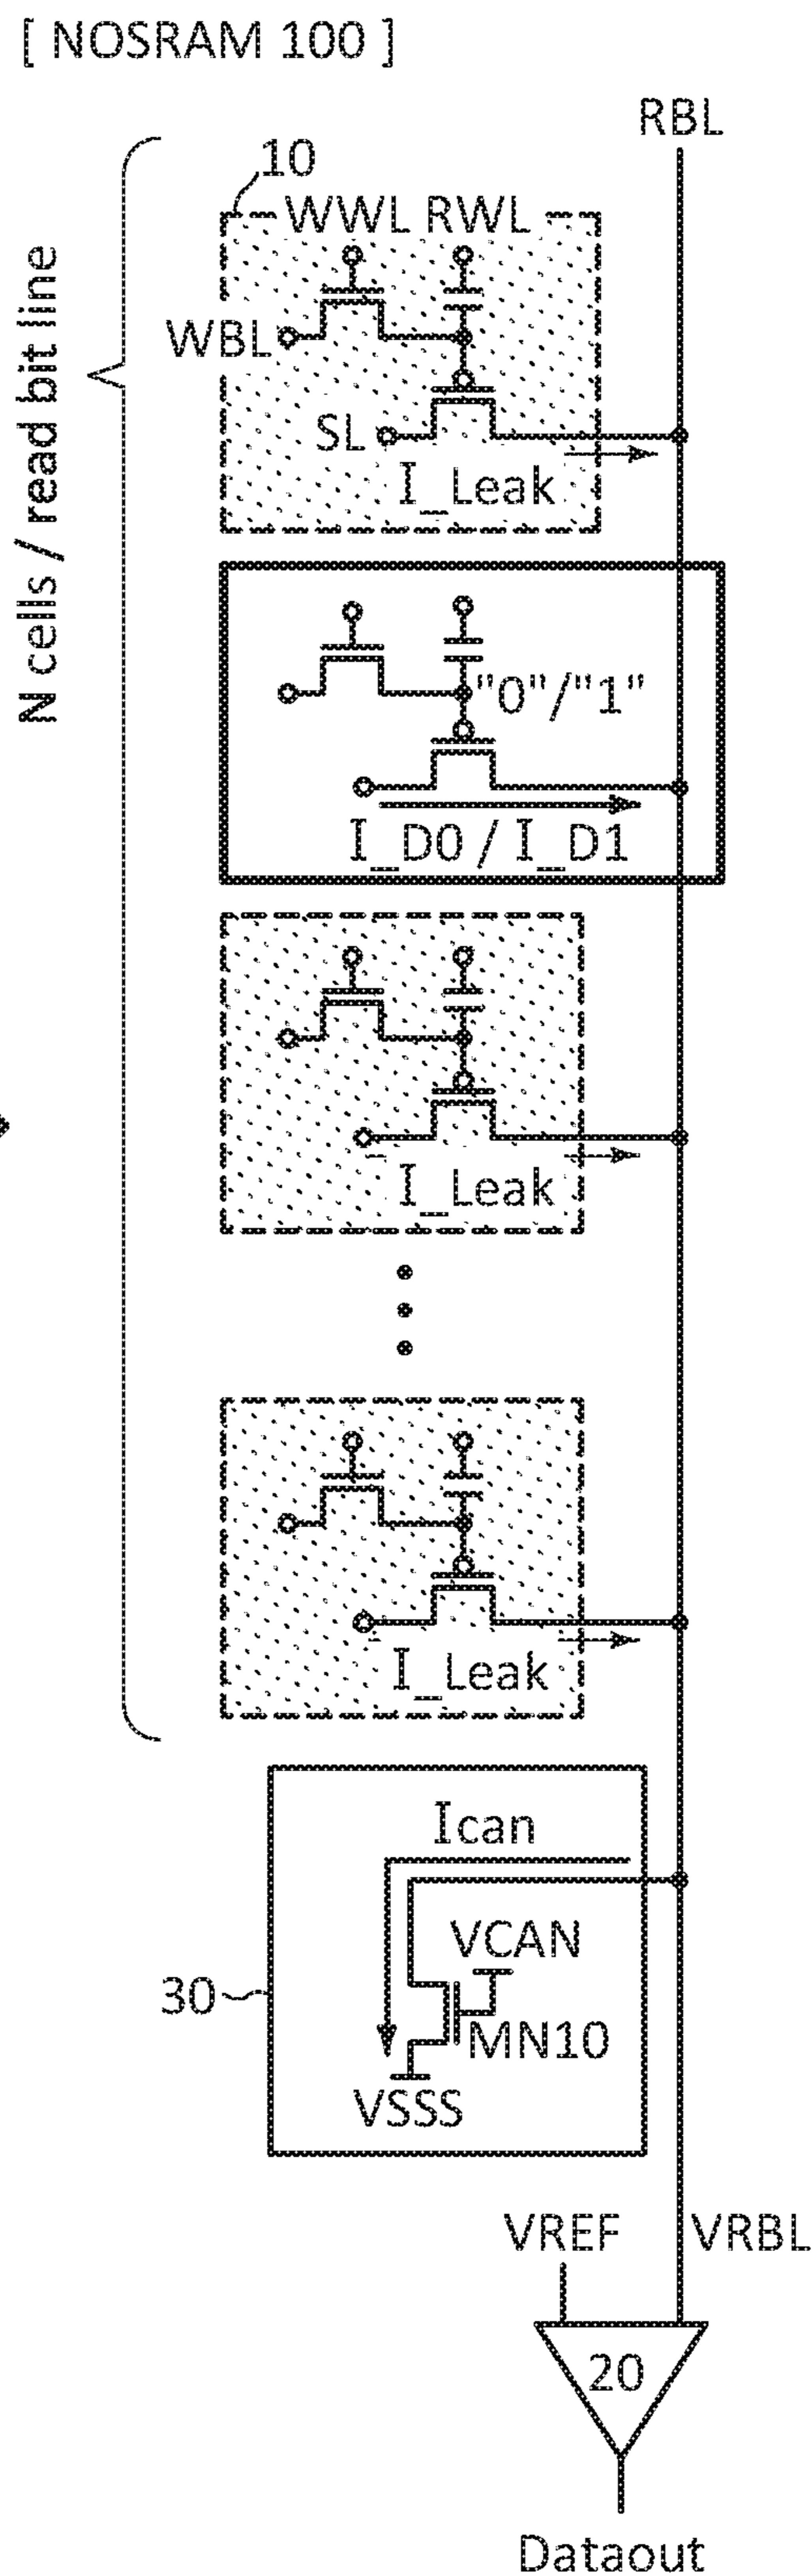 [ NOSRAM 100 ]
RBL
10
WWL RWL
WBL
SL
I_Leak
N cells / read bit line
"0"/"1"
I_D0 / I_D1
I_Leak
I_Leak
Ican
VCAN
30
MN10
VSSS
VREF
VRBL
20
Dataout